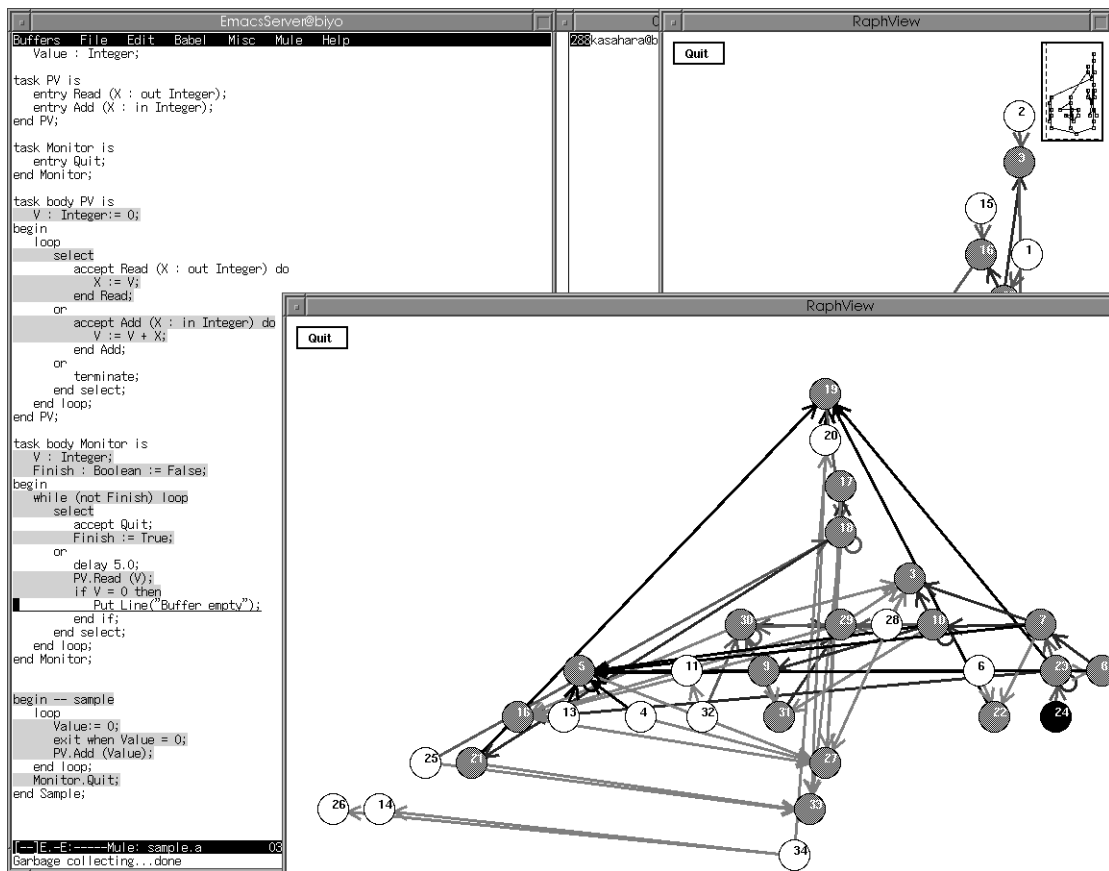 EmacsServer@biyo
Buffers File Edit Babel Misc Mule Help
Value : Integer;
task PV is
entry Read (X : out Integer);
entry Add (X : in Integer);
end PV;
task Monitor is
entry Quit;
end Monitor;
task body PV is
V : Integer:= 0;
begin
loop
select
accept Read (X : out Integer) do
X := V;
end Read;
or
accept Add (X : in Integer) do
V := V + X;
end Add;
or
terminate;
end select;
end loop;
end PV;
task body Monitor is
V : Integer;
Finish : Boolean := False;
begin
while (not Finish) loop
select
accept Quit;
Finish := True;
or
delay 5.0;
PV.Read (V);
if V = 0 then
Put_Line("Buffer empty");
end if;
end select;
end loop;
end Monitor;
begin -- sample
loop
Value:= 0;
exit when Value = 0;
PV.Add (Value);
end loop;
Monitor.Quit;
end Sample;
[--]E.-E:-----Mule: sample.a 03
Garbage collecting...done
288kasahara@b
RaphView
Quit
2
3
15
16
1
RaphView
Quit
19
20
17
18
3
30
29
28
10
7
5
11
9
6
23
16
13
4
32
31
22
24
25
21
27
26
14
33
34